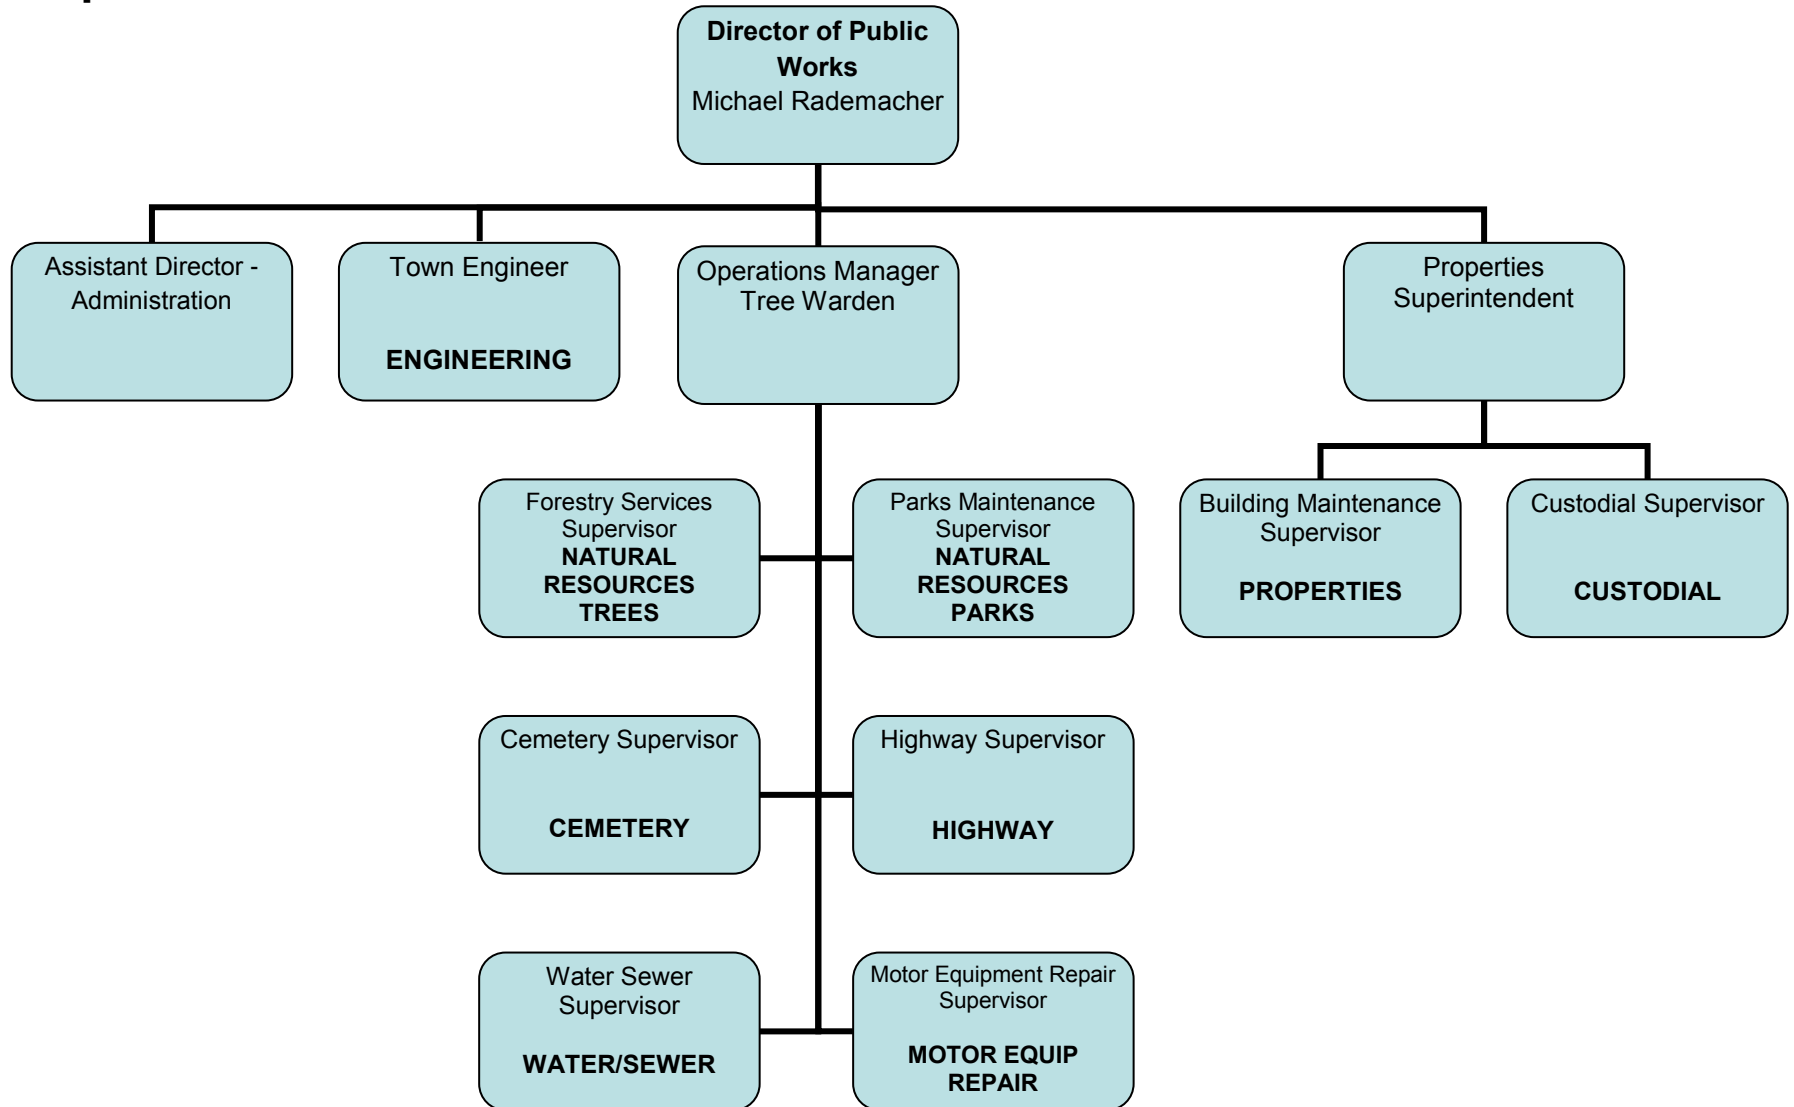 Director of Public
Works
Michael Rademacher
Assistant Director -
Administration
Town Engineer
ENGINEERING
Operations Manager
Tree Warden
Properties
Superintendent
Forestry Services
Supervisor
NATURAL
RESOURCES
TREES
Parks Maintenance
Supervisor
NATURAL
RESOURCES
PARKS
Building Maintenance
Supervisor
PROPERTIES
Custodial Supervisor
CUSTODIAL
Cemetery Supervisor
CEMETERY
Highway Supervisor
HIGHWAY
Water Sewer
Supervisor
WATER/SEWER
Motor Equipment Repair
Supervisor
MOTOR EQUIP
REPAIR